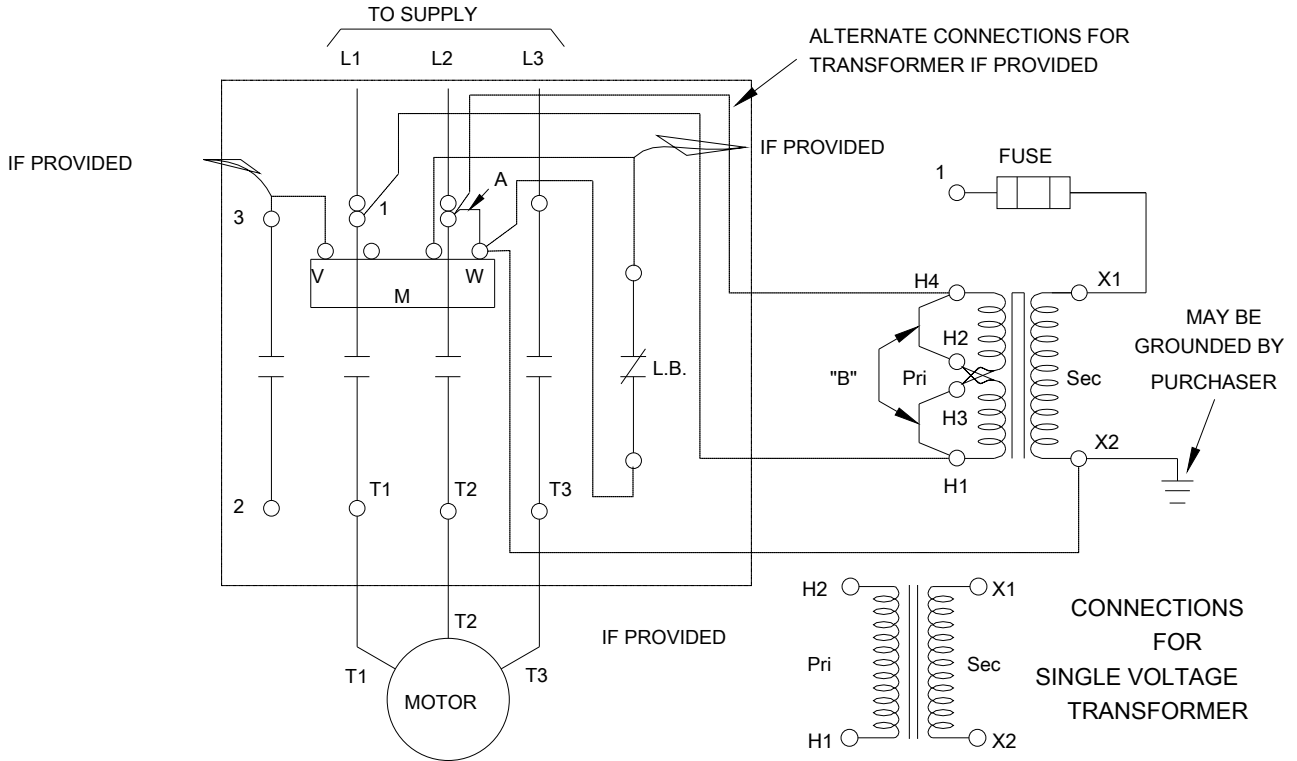 TO SUPPLY
L1
L2
L3
ALTERNATE CONNECTIONS FOR
TRANSFORMER IF PROVIDED
IF PROVIDED
IF PROVIDED
FUSE
1
A
3
1
V
W
M
H4
X1
MAY BE
GROUNDED BY
PURCHASER
H2
"B"
Pri
Sec
L.B.
H3
X2
H1
2
T1
T2
T3
H2
X1
CONNECTIONS
FOR
SINGLE VOLTAGE
TRANSFORMER
T2
IF PROVIDED
Pri
Sec
T1
T3
MOTOR
H1
X2